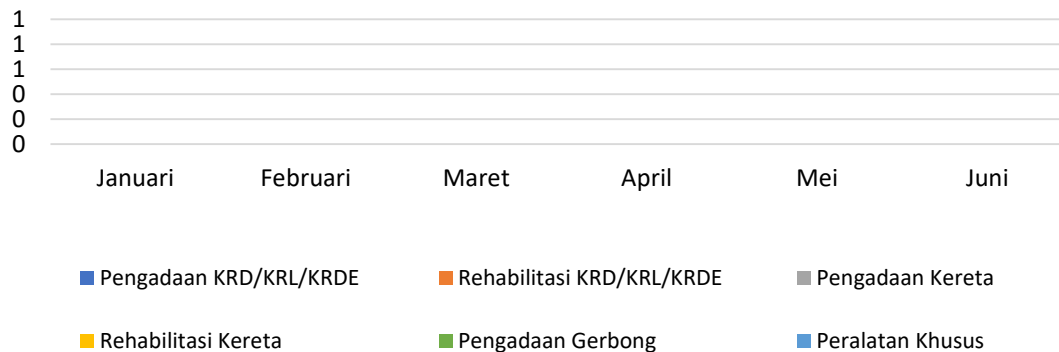 1
1
1
0
0
0
Januari Februari Maret April Mei Juni
Pengadaan KRD/KRL/KRDE Rehabilitasi KRD/KRL/KRDE Pengadaan Kereta
Rehabilitasi Kereta Pengadaan Gerbong Peralatan Khusus